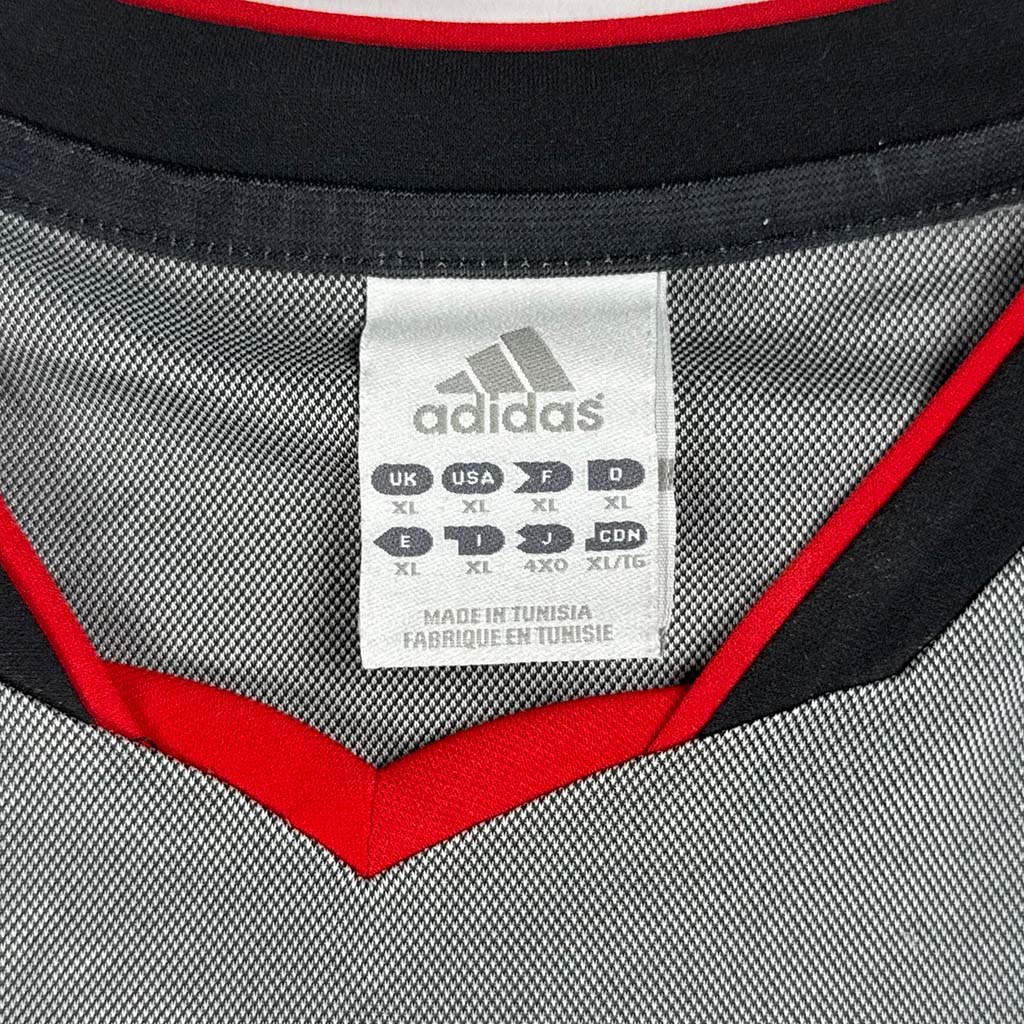 adidas
UK USA F D
XL XL XL XL
E I J CDN
XL XL 4XO XL/TG
MADE IN TUNISIA
FABRIQUE EN TUNISIE